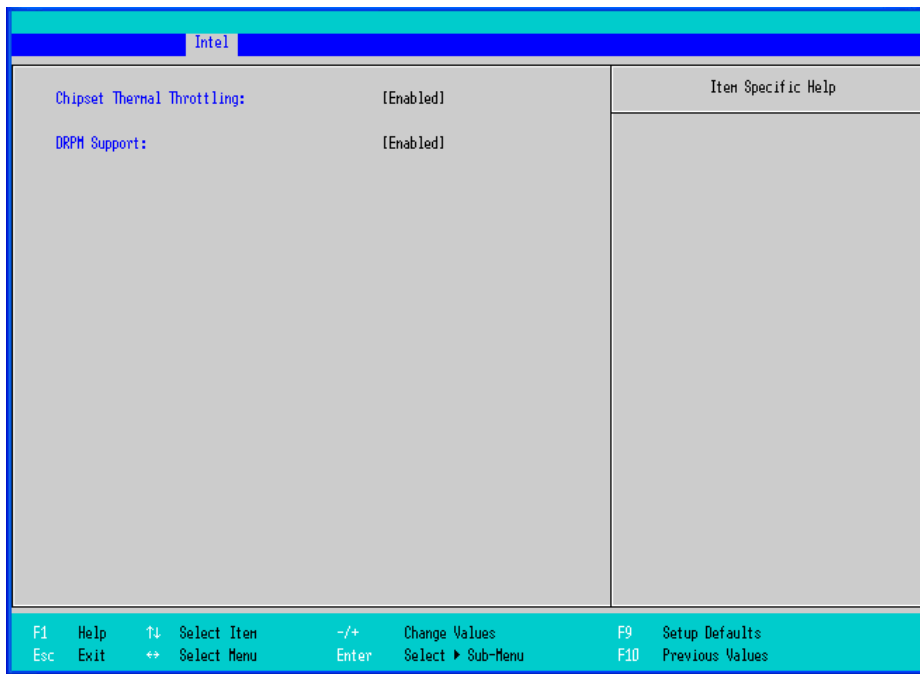 Intel
Chipset Thermal Throttling: [Enabled]
DRPM Support: [Enabled]
Item Specific Help
F1 Help ↑↓ Select Item -/+ Change Values F9 Setup Defaults
Esc Exit ↔ Select Menu Enter Select ▶ Sub-Menu F10 Previous Values